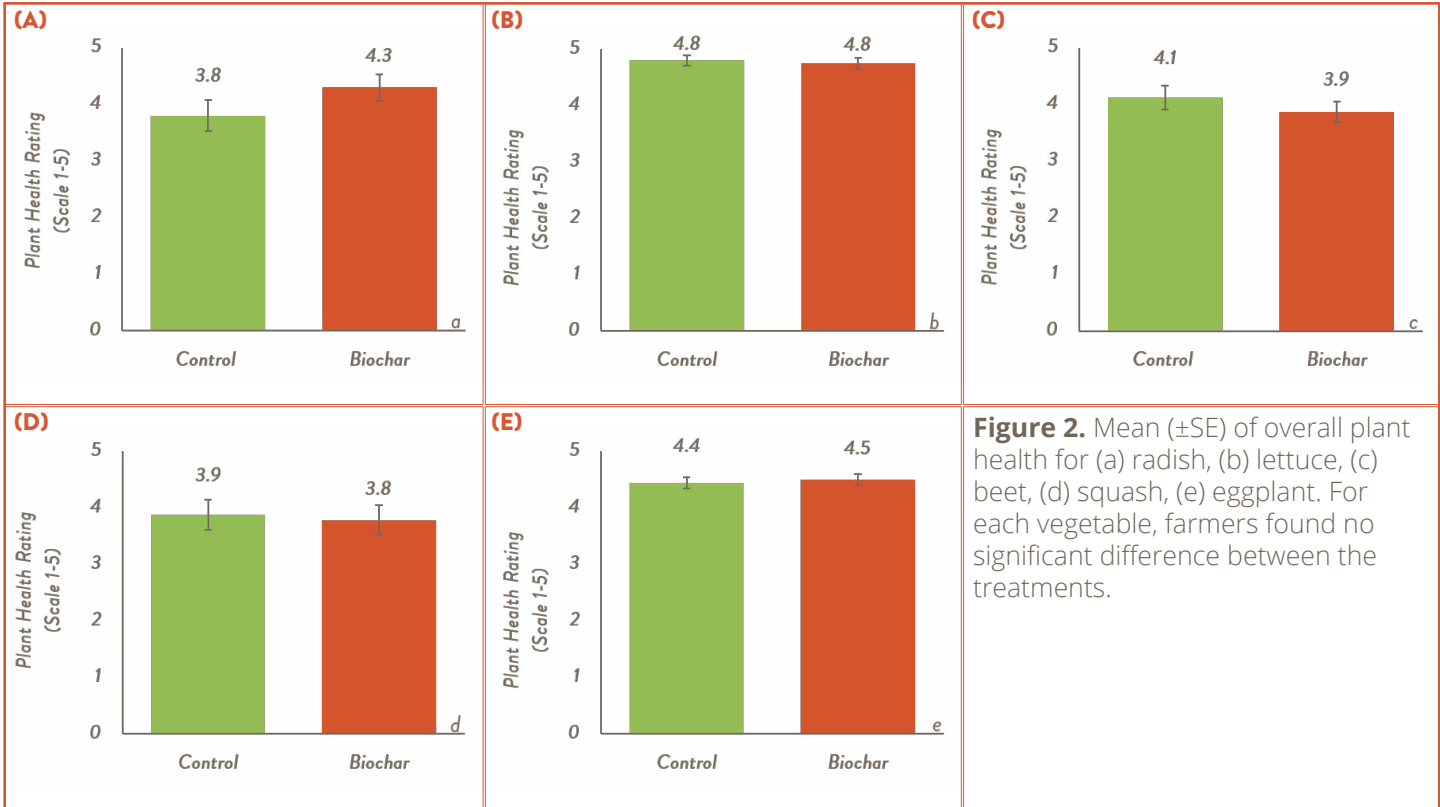 (A)
Plant Health Rating
(Scale 1-5)
5
4
3
2
1
0
3.8
4.3
Control
Biochar
a
(B)
Plant Health Rating
(Scale 1-5)
5
4
3
2
1
0
4.8
4.8
Control
Biochar
b
(C)
Plant Health Rating
(Scale 1-5)
5
4
3
2
1
0
4.1
3.9
Control
Biochar
c
(D)
Plant Health Rating
(Scale 1-5)
5
4
3
2
1
0
3.9
3.8
Control
Biochar
d
(E)
Plant Health Rating
(Scale 1-5)
5
4
3
2
1
0
4.4
4.5
Control
Biochar
e
Figure 2. Mean (±SE) of overall plant
health for (a) radish, (b) lettuce, (c)
beet, (d) squash, (e) eggplant. For
each vegetable, farmers found no
significant difference between the
treatments.